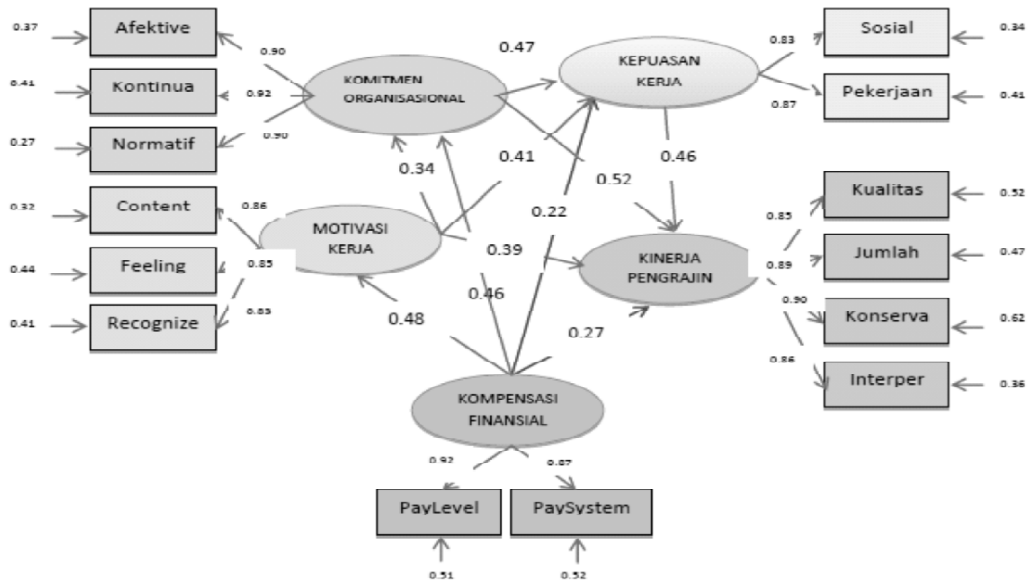 0.37
Afektive
0.90
0.41
Kontinua
0.92
0.27
Normatif
0.90
KOMITMEN
ORGANISASIONAL
0.47
KEPUASAN
KERJA
0.83
Sosial
0.34
0.87
Pekerjaan
0.41
0.34
0.41
0.52
0.46
0.22
0.32
Content
0.86
0.44
Feeling
0.85
0.41
Recognize
MOTIVASI
KERJA
0.39
0.46
0.48
0.27
KINERJA
PENGRAJIN
0.85
Kualitas
0.52
0.89
Jumlah
0.47
0.90
Konserva
0.62
0.86
Interper
0.36
KOMPENSASI
FINANSIAL
0.92
0.87
PayLevel
PaySystem
0.51
0.52